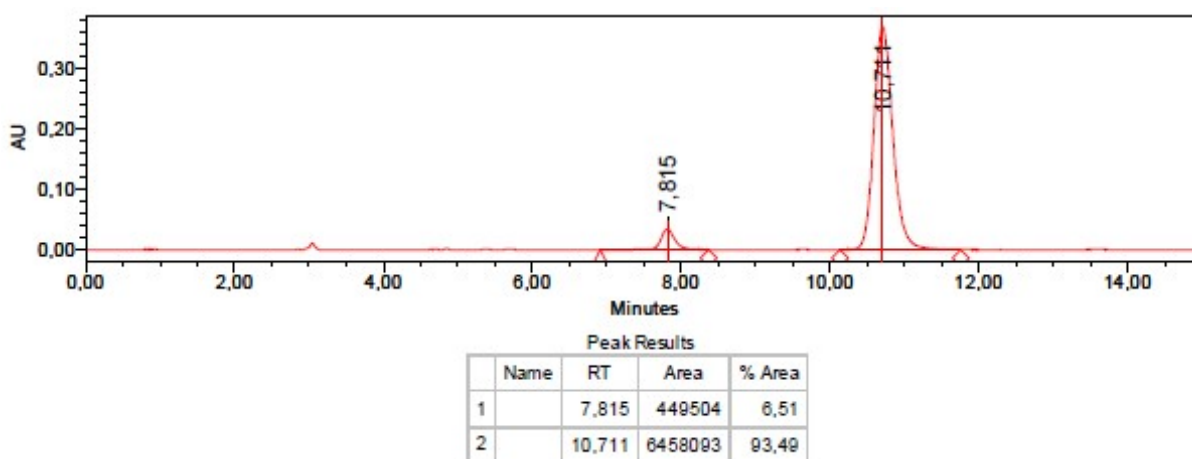 AU
0,30
0,20
0,10
0,00
7,815
10,711
0,00 2,00 4,00 6,00 8,00 10,00 12,00 14,00
Minutes
Peak Results
Name RT Area % Area
1 7,815 449504 6,51
2 10,711 6458093 93,49